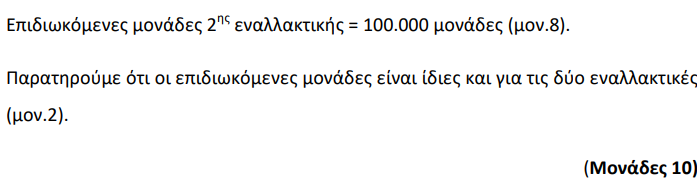 Επιδιωκόμενες μονάδες 2ης εναλλακτικής = 100.000 μονάδες (μον.8).
Παρατηρούμε ότι οι επιδιωκόμενες μονάδες είναι ίδιες και για τις δύο εναλλακτικές
(μον.2).
(Μονάδες 10)